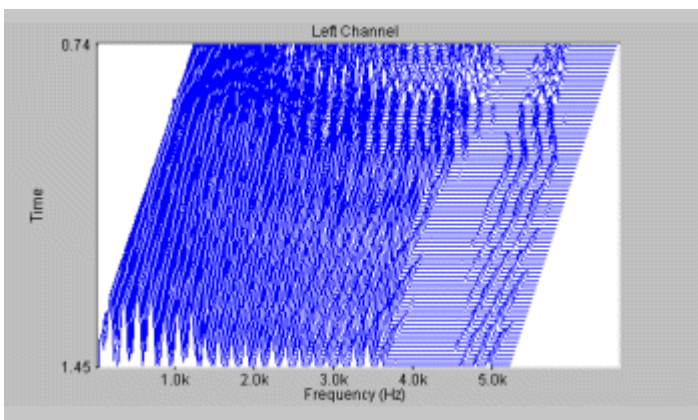 Left Channel
0.74
Time
1.45
1.0k 2.0k 3.0k 4.0k 5.0k
Frequency (Hz)